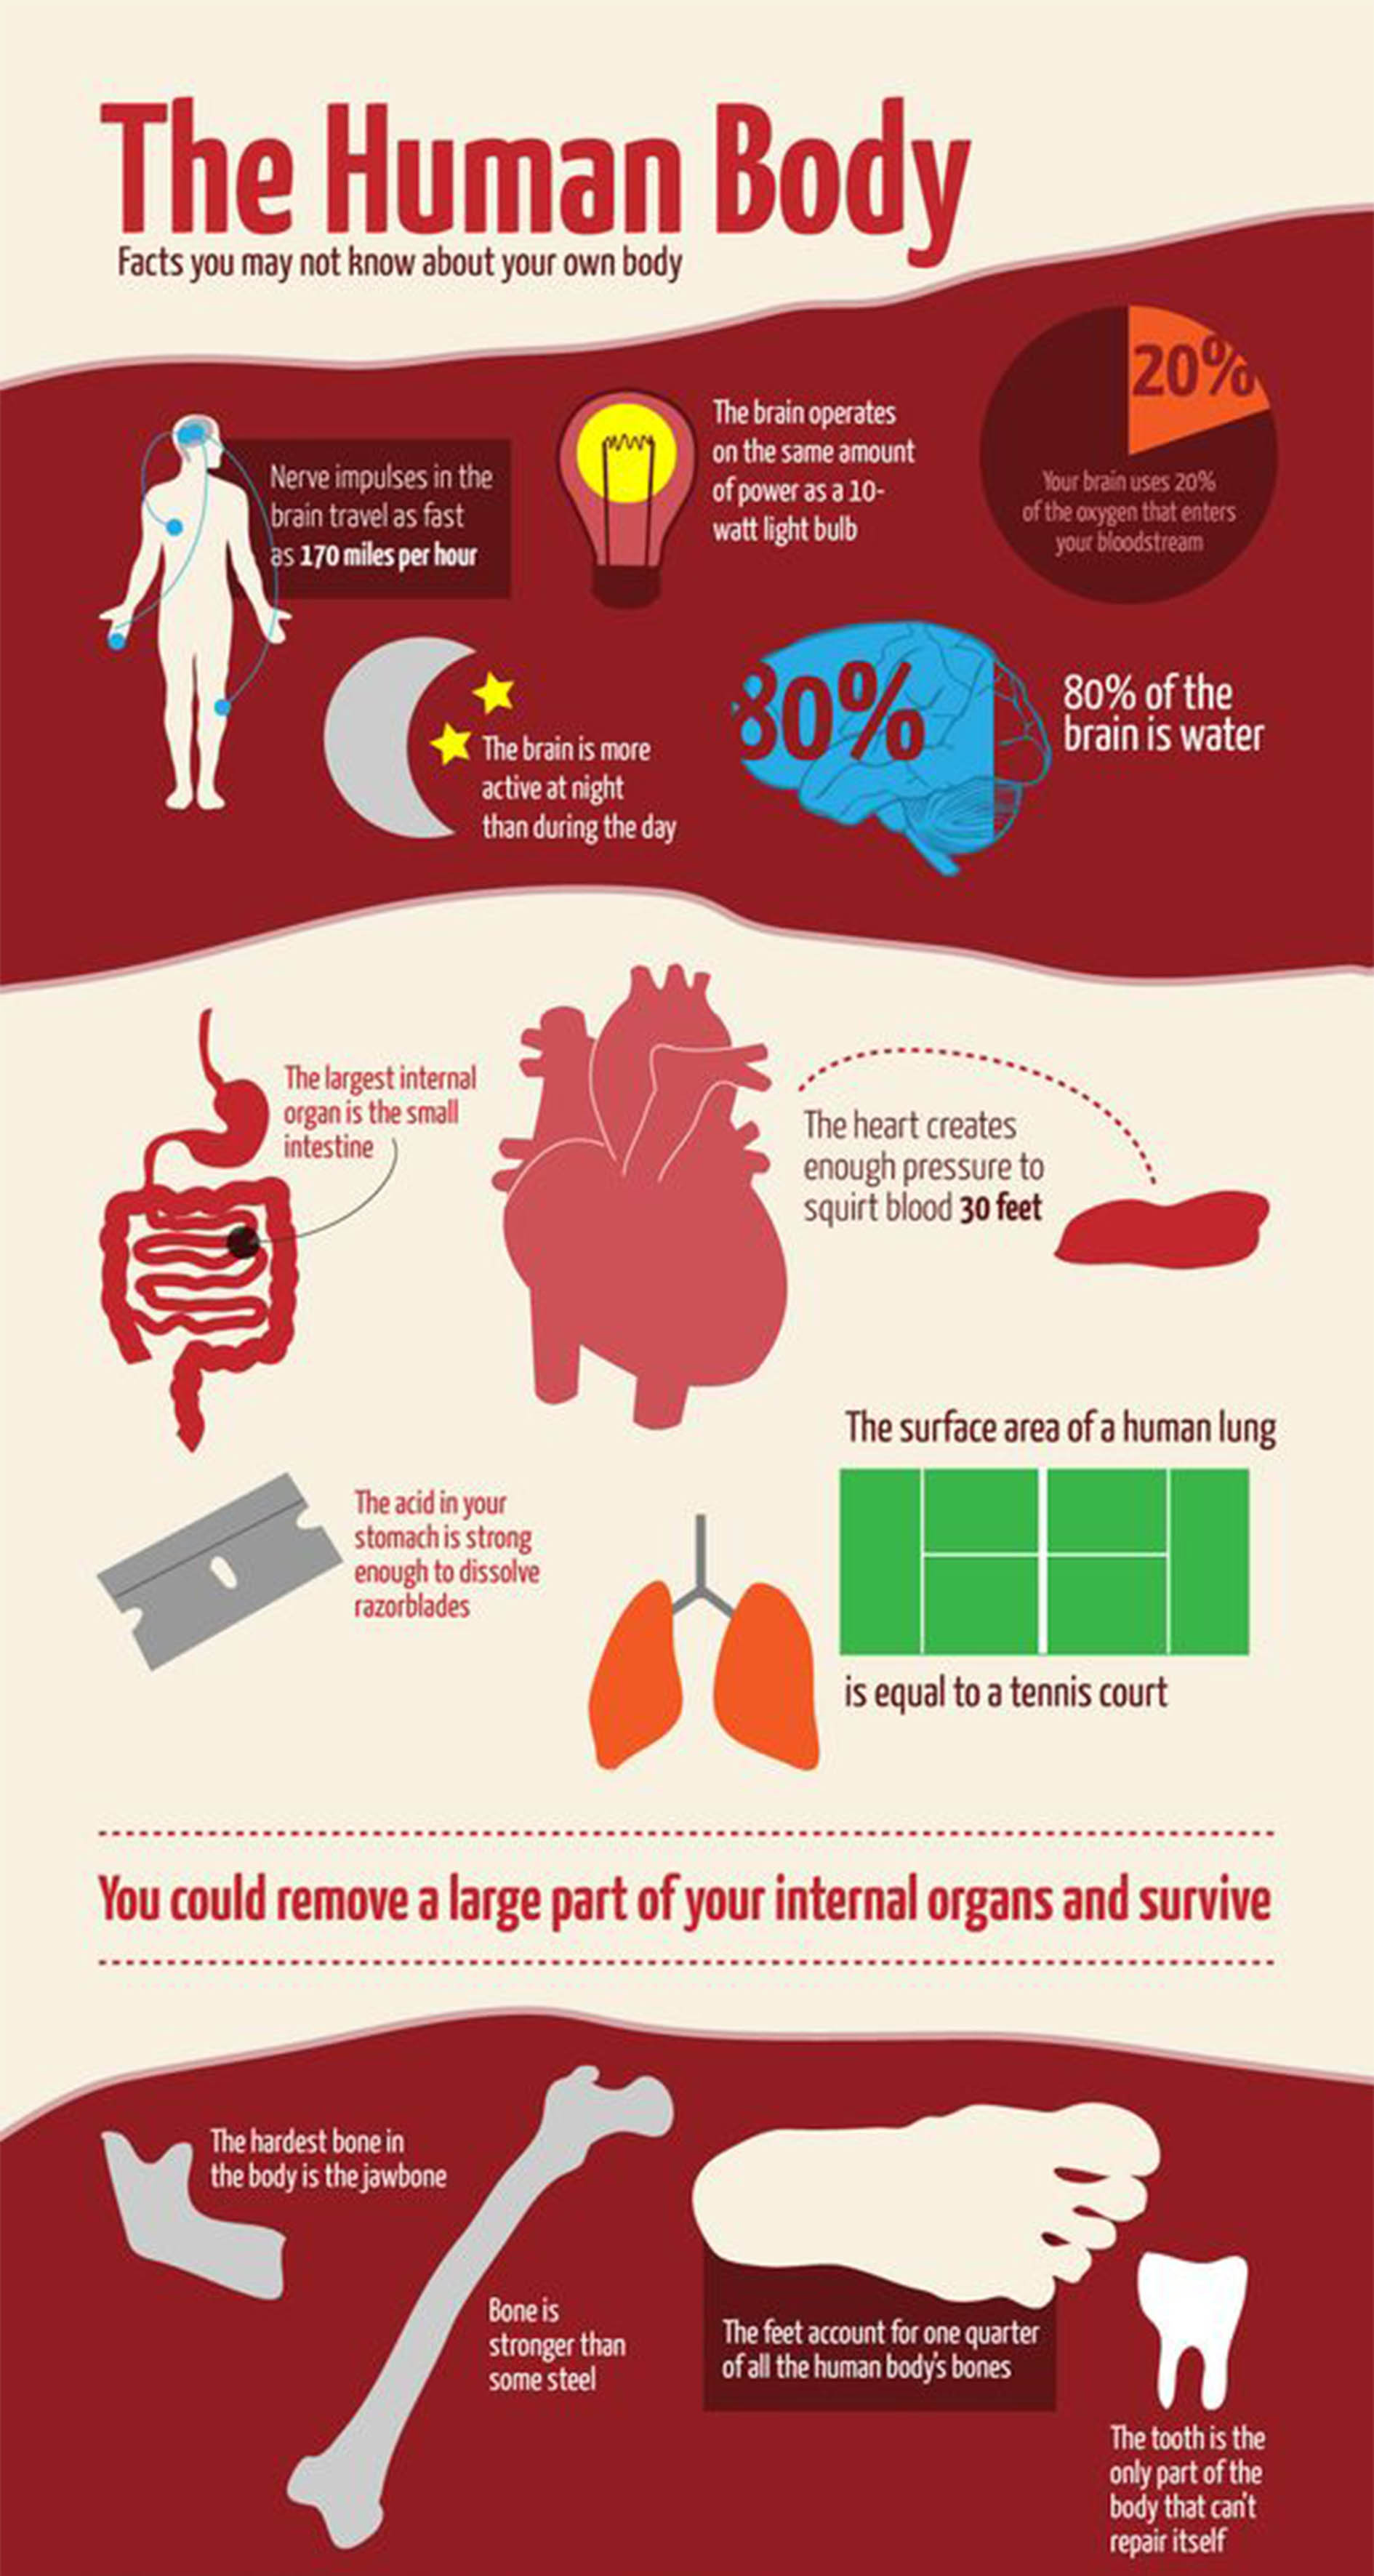 The Human Body
Facts you may not know about your own body
Nerve impulses in the
brain travel as fast
as 170 miles per hour
The brain operates
on the same amount
of power as a 10-
watt light bulb
20%
Your brain uses 20%
of the oxygen that enters
your bloodstream
The brain is more
active at night
than during the day
80%
80% of the
brain is water
The largest internal
organ is the small
intestine
The heart creates
enough pressure to
squirt blood 30 feet
The acid in your
stomach is strong
enough to dissolve
razorblades
The surface area of a human lung
is equal to a tennis court
You could remove a large part of your internal organs and survive
The hardest bone in
the body is the jawbone
Bone is
stronger than
some steel
The feet account for one quarter
of all the human body's bones
The tooth is the
only part of the
body that can't
repair itself